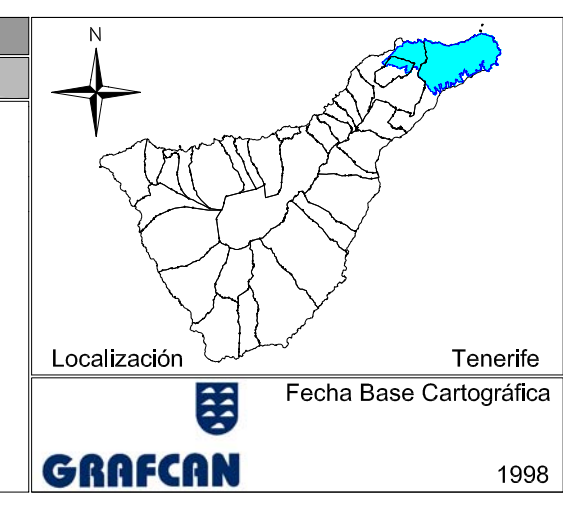 N
Localización
Tenerife
Fecha Base Cartográfica
GRAFCAN
1998